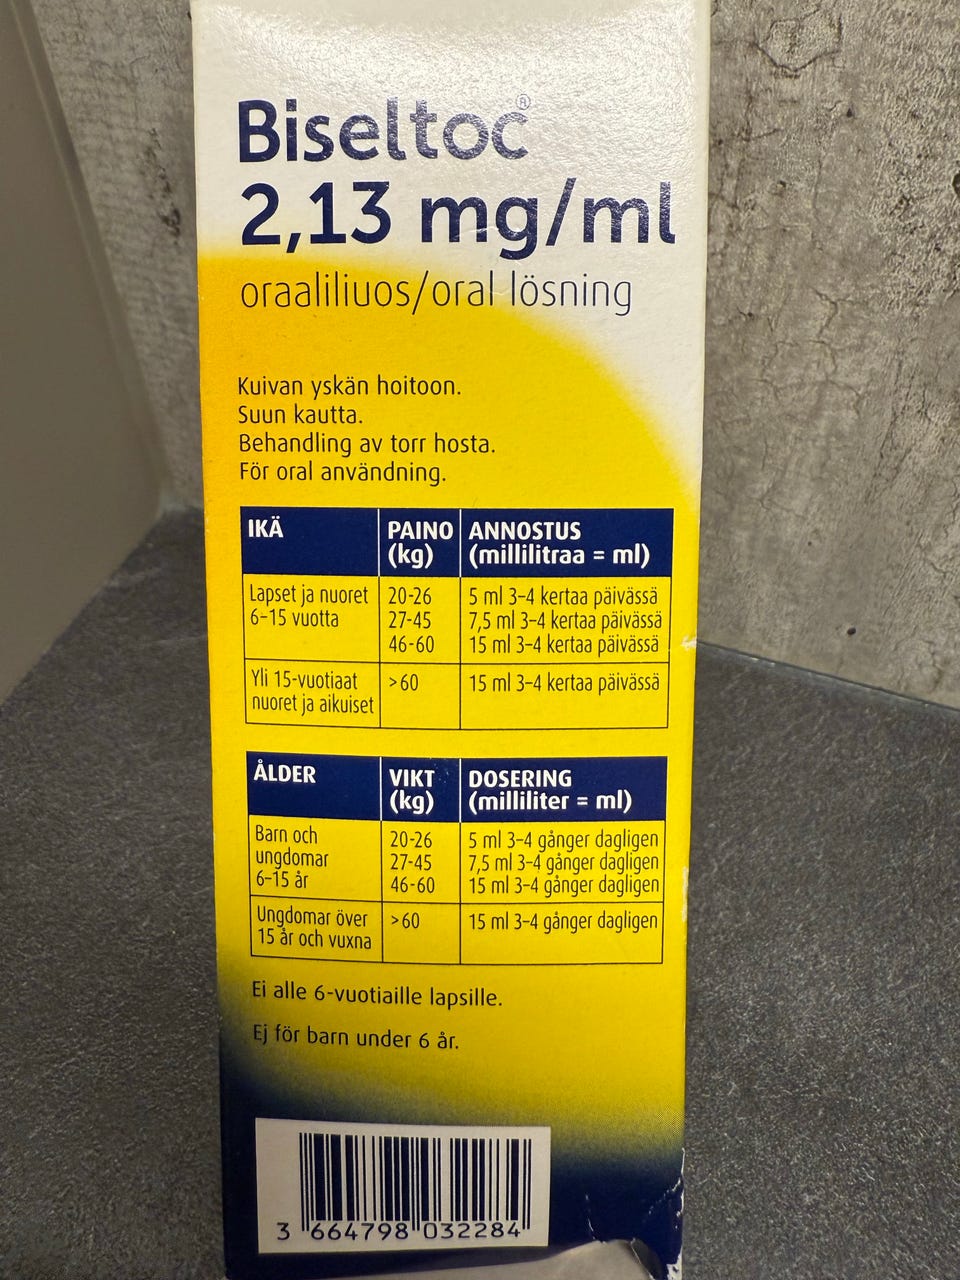 Biseltoc®
2,13 mg/ml
oraaliliuos/oral lösning
Kuivan yskän hoitoon.
Suun kautta.
Behandling av torr hosta.
För oral användning.
IKÄ PAINO (kg) ANNOSTUS (millilitraa = ml)
Lapset ja nuoret 20-26 5 ml 3–4 kertaa päivässä
6–15 vuotta 27-45 7,5 ml 3–4 kertaa päivässä
46-60 15 ml 3–4 kertaa päivässä
Yli 15-vuotiaat >60 15 ml 3–4 kertaa päivässä
nuoret ja aikuiset
ÅLDER VIKT (kg) DOSERING (milliliter = ml)
Barn och 20-26 5 ml 3–4 gånger dagligen
ungdomar 27-45 7,5 ml 3–4 gånger dagligen
6–15 år 46-60 15 ml 3–4 gånger dagligen
Ungdomar över >60 15 ml 3–4 gånger dagligen
15 år och vuxna
Ei alle 6-vuotiaille lapsille.
Ej för barn under 6 år.
3 664798 032284